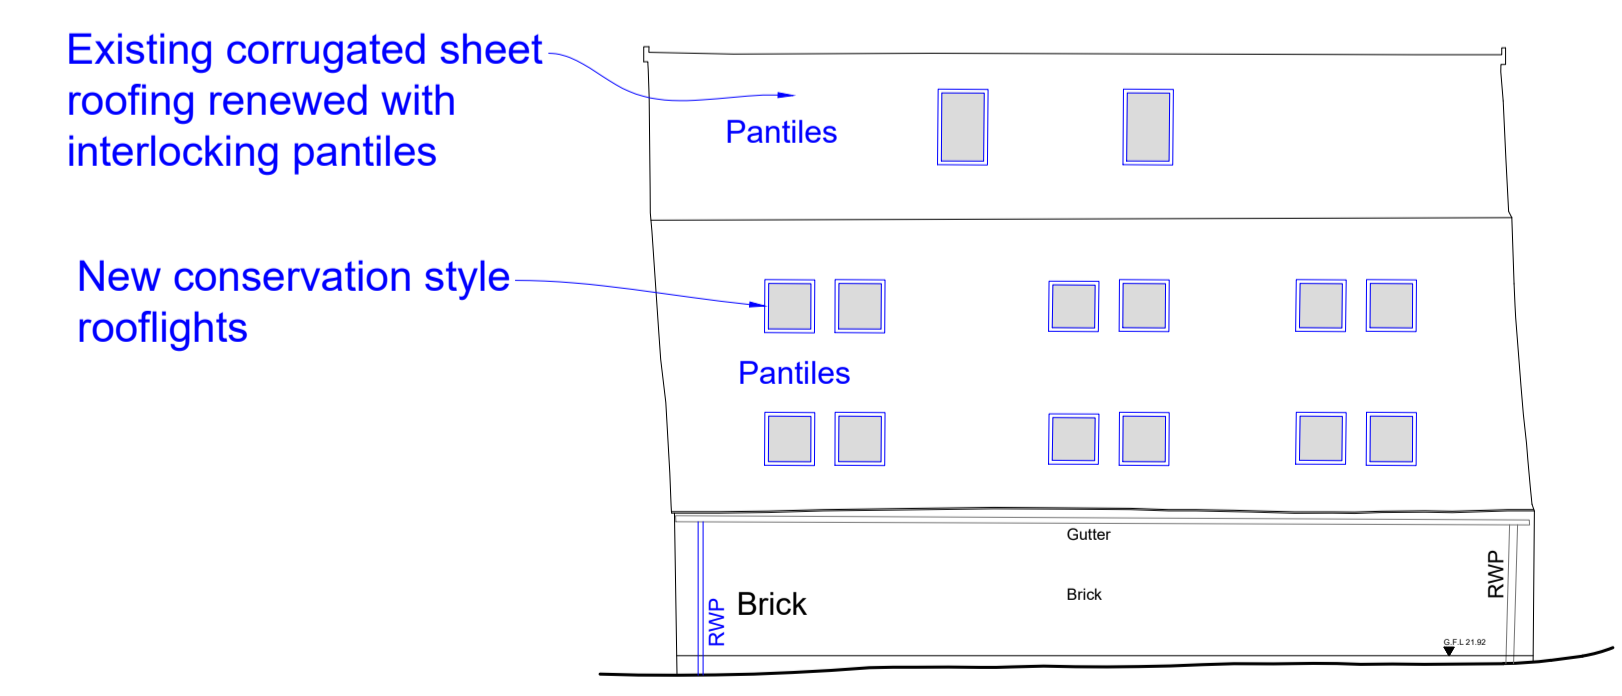 Existing corrugated sheet
roofing renewed with
interlocking pantiles
Pantiles
New conservation style
rooflights
Pantiles
Gutter
Brick
Brick
RWP
RWP
G.F.L 21.92